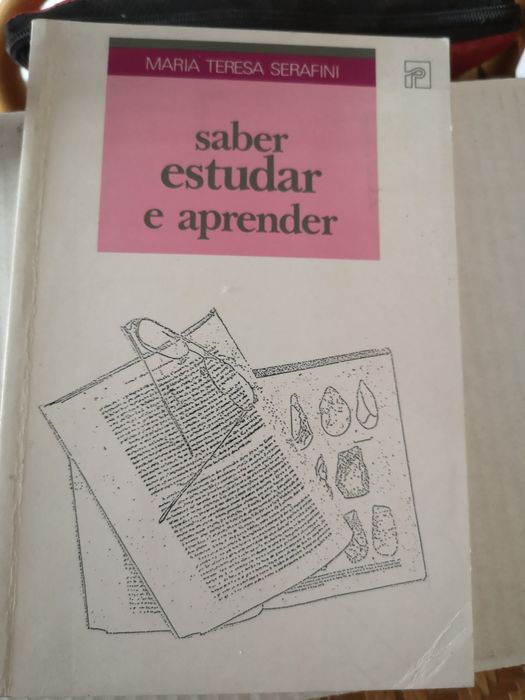 MARIA TERESA SERAFINI
saber
estudar
e aprender